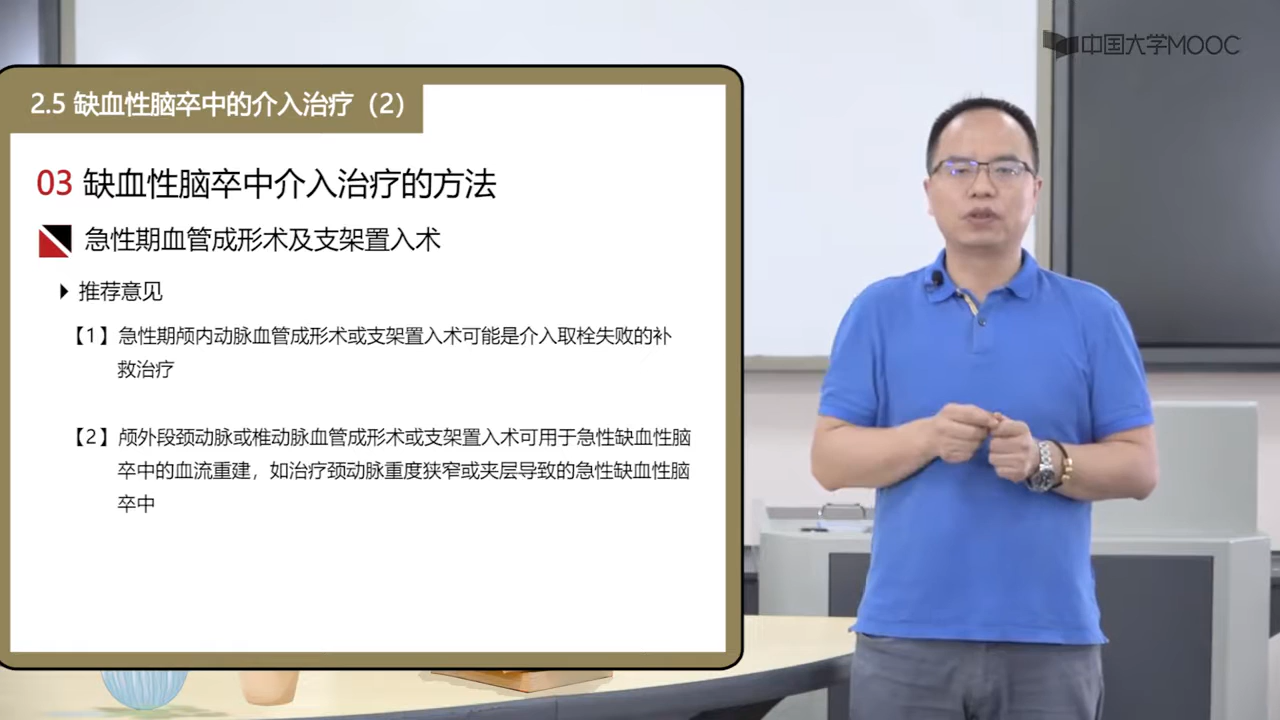 中国大学MOOC
2.5 缺血性脑卒中的介入治疗（2）
03 缺血性脑卒中介入治疗的方法
急性期血管成形术及支架置入术
推荐意见
【1】急性期颅内动脉血管成形术或支架置入术可能是介入取栓失败的补
救治疗
【2】颅外段颈动脉或椎动脉血管成形术或支架置入术可用于急性缺血性脑
卒中的血流重建，如治疗颈动脉重度狭窄或夹层导致的急性缺血性脑
卒中